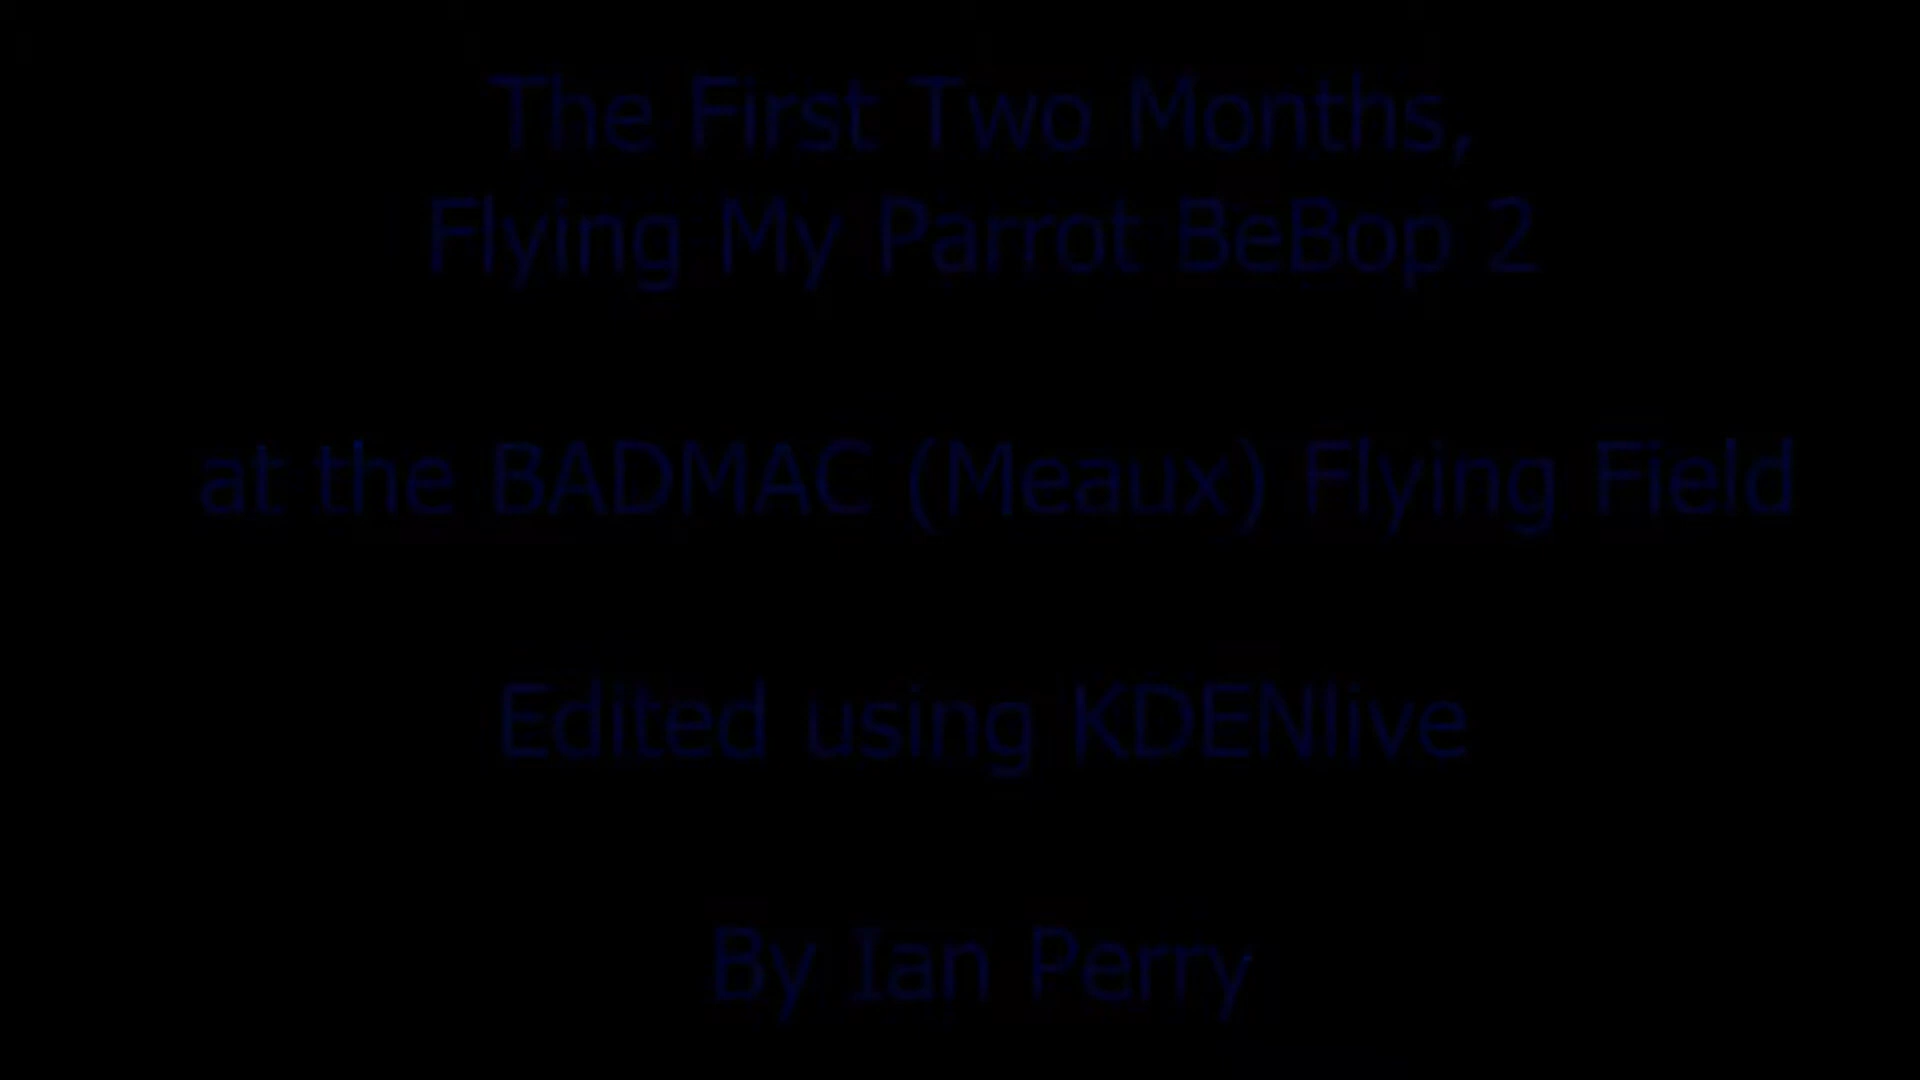 The First Two Months,
Flying My Parrot BeBop 2
at the BADMAC (Meaux) Flying Field
Edited using KDENlive
By Ian Perry